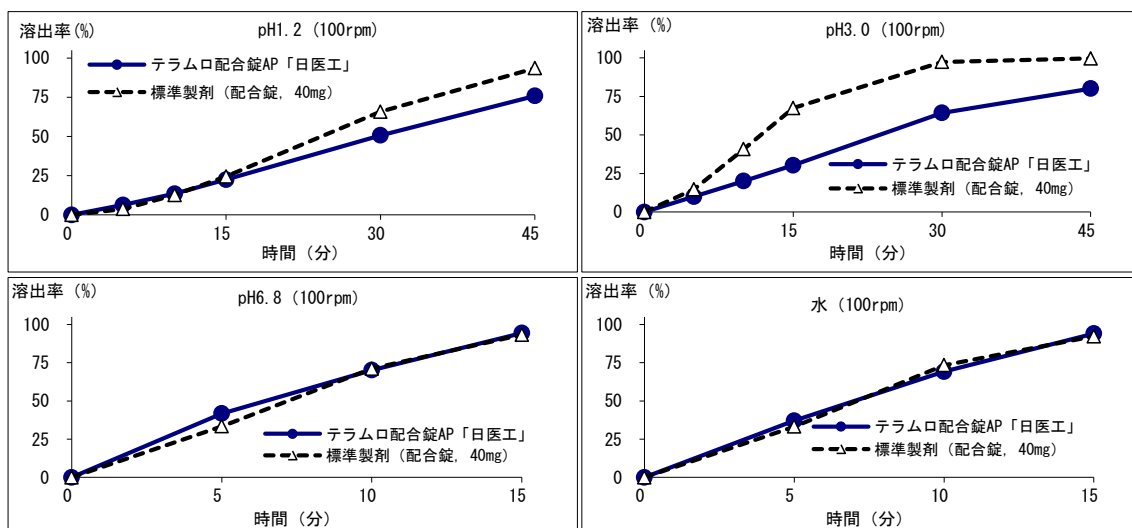 溶出率(%)
pH1.2 (100rpm)
100
75
50
25
0
テラムロ配合錠AP「日医工」
標準製剤（配合錠, 40mg）
0 15 30 45
時間（分）
溶出率 (%)
pH3.0 (100rpm)
100
75
50
25
0
テラムロ配合錠AP「日医工」
標準製剤（配合錠, 40mg）
0 15 30 45
時間（分）
溶出率 (%)
pH6.8 (100rpm)
100
75
50
25
0
テラムロ配合錠AP「日医工」
標準製剤（配合錠, 40mg）
0 5 10 15
時間（分）
溶出率 (%)
水 (100rpm)
100
75
50
25
0
テラムロ配合錠AP「日医工」
標準製剤（配合錠, 40mg）
0 5 10 15
時間（分）